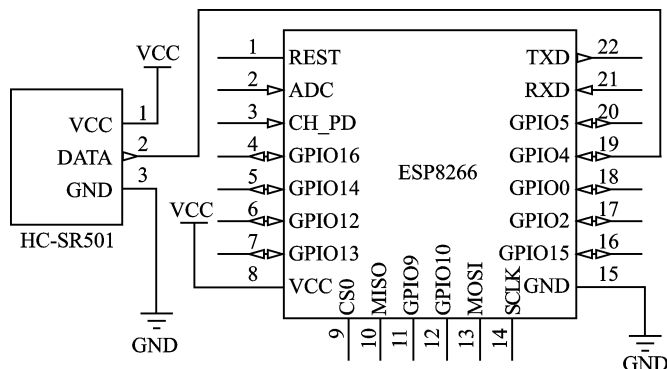 VCC
VCC 1
DATA 2
GND 3
HC-SR501
GND
VCC
1 REST
2 ADC
3 CH_PD
4 GPIO16
5 GPIO14
6 GPIO12
7 GPIO13
8 VCC
ESP8266
TXD 22
RXD 21
GPIO5 20
GPIO4 19
GPIO0 18
GPIO2 17
GPIO15 16
GND 15
CS0 9
MISO 10
GPIO9 11
GPIO10 12
MOSI 13
SCLK 14
GND